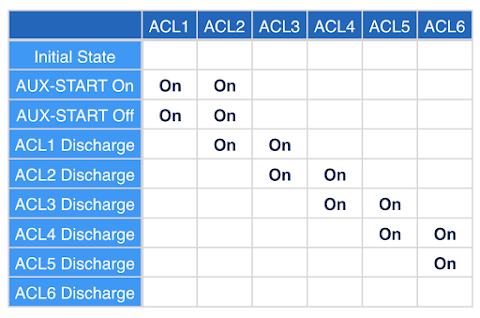 ACL1 ACL2 ACL3 ACL4 ACL5 ACL6
Initial State
AUX-START On On On
AUX-START Off On On
ACL1 Discharge On On
ACL2 Discharge On On
ACL3 Discharge On On
ACL4 Discharge On On
ACL5 Discharge On
ACL6 Discharge